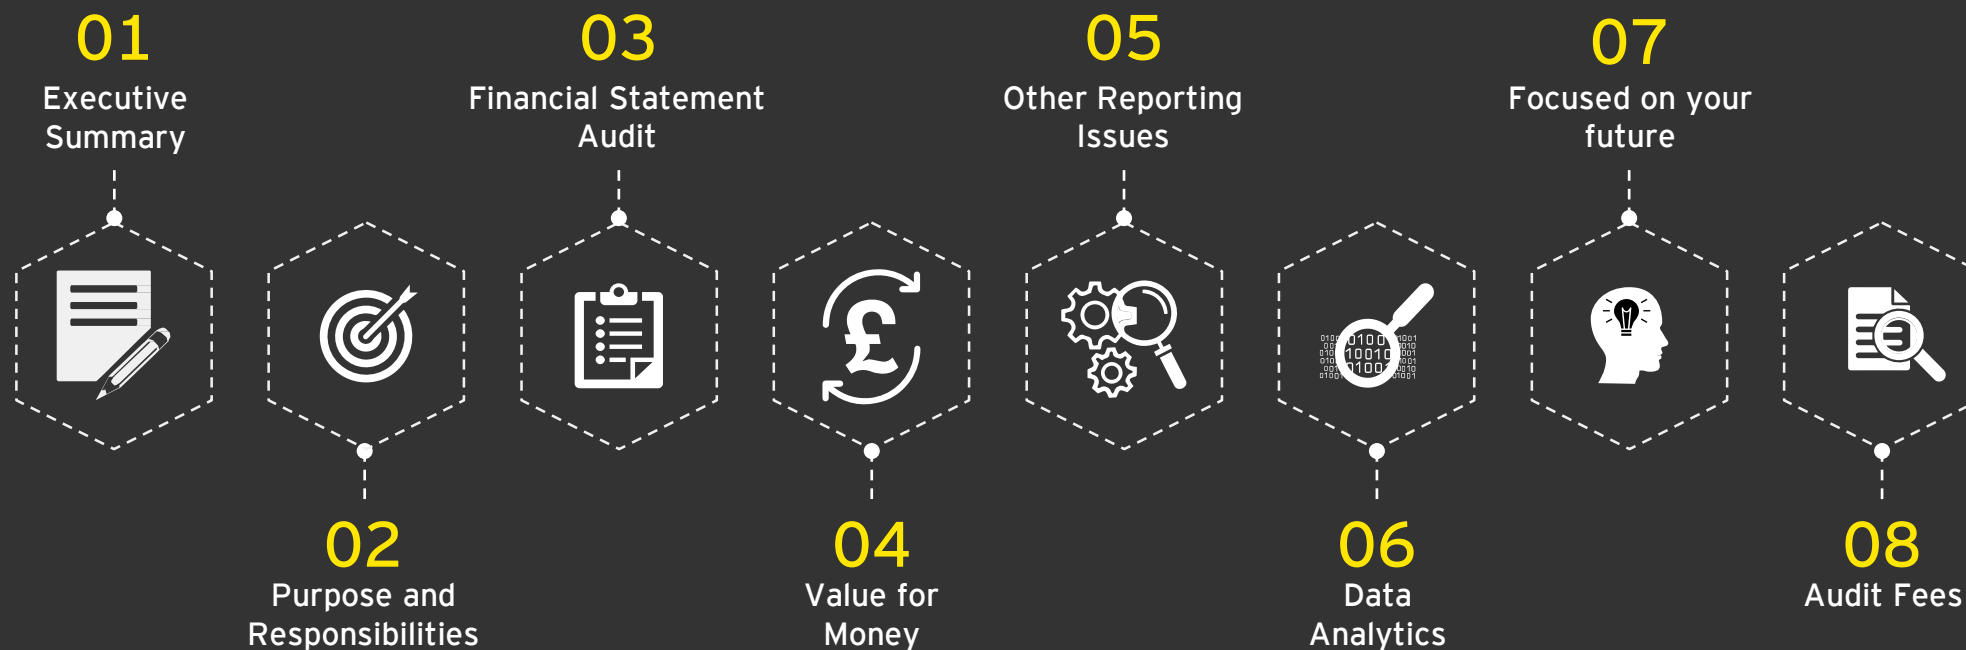 01
Executive
Summary
02
Purpose and
Responsibilities
03
Financial Statement
Audit
04
Value for
Money
05
Other Reporting
Issues
06
Data
Analytics
07
Focused on your
future
08
Audit Fees
£